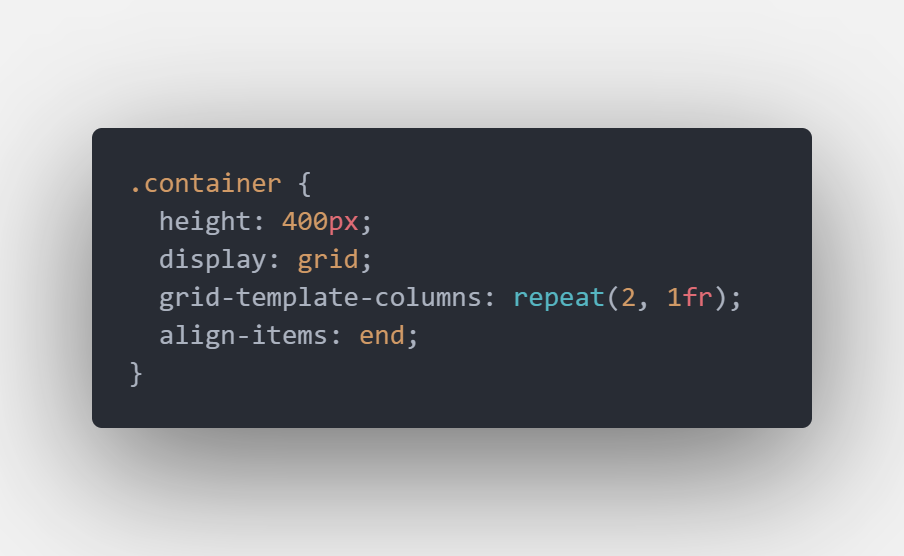 .container {
  height: 400px;
  display: grid;
  grid-template-columns: repeat(2, 1fr);
  align-items: end;
}